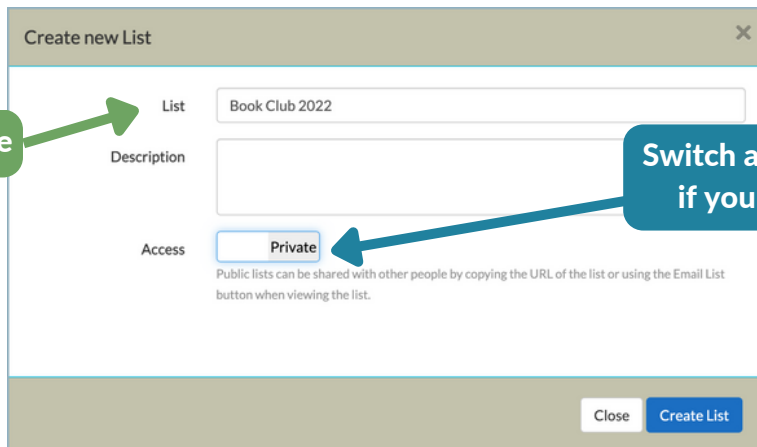 Create new List
×
List
Book Club 2022
e
Description
Switch a
if you
Access
Private
Public lists can be shared with other people by copying the URL of the list or using the Email List
button when viewing the list.
Close
Create List